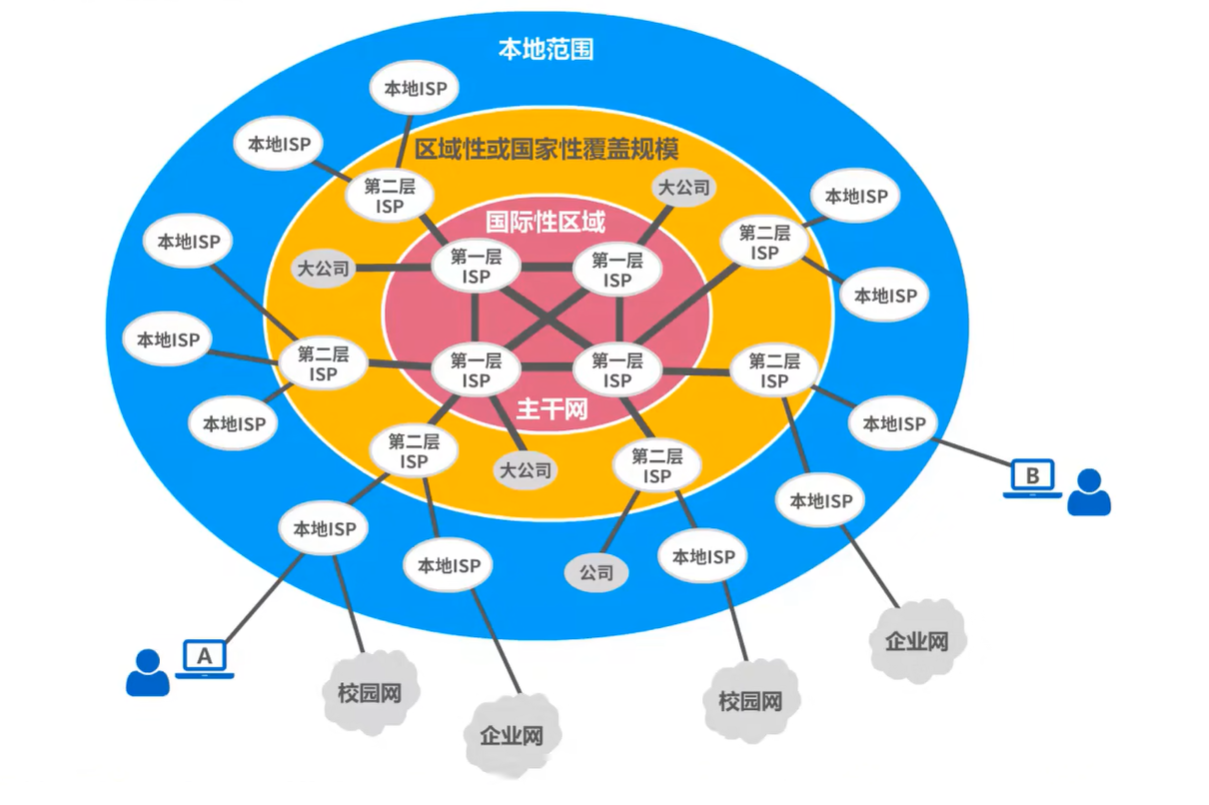 本地范围
本地ISP
本地ISP
区域性或国家性覆盖规模
第二层
ISP
大公司
本地ISP
国际性区域
本地ISP
第二层
ISP
大公司
第一层
ISP
第一层
ISP
本地ISP
本地ISP
第二层
ISP
第一层
ISP
第一层
ISP
第二层
ISP
主干网
本地ISP
本地ISP
第二层
ISP
大公司
第二层
ISP
B
本地ISP
本地ISP
本地ISP
公司
本地ISP
A
企业网
校园网
校园网
企业网